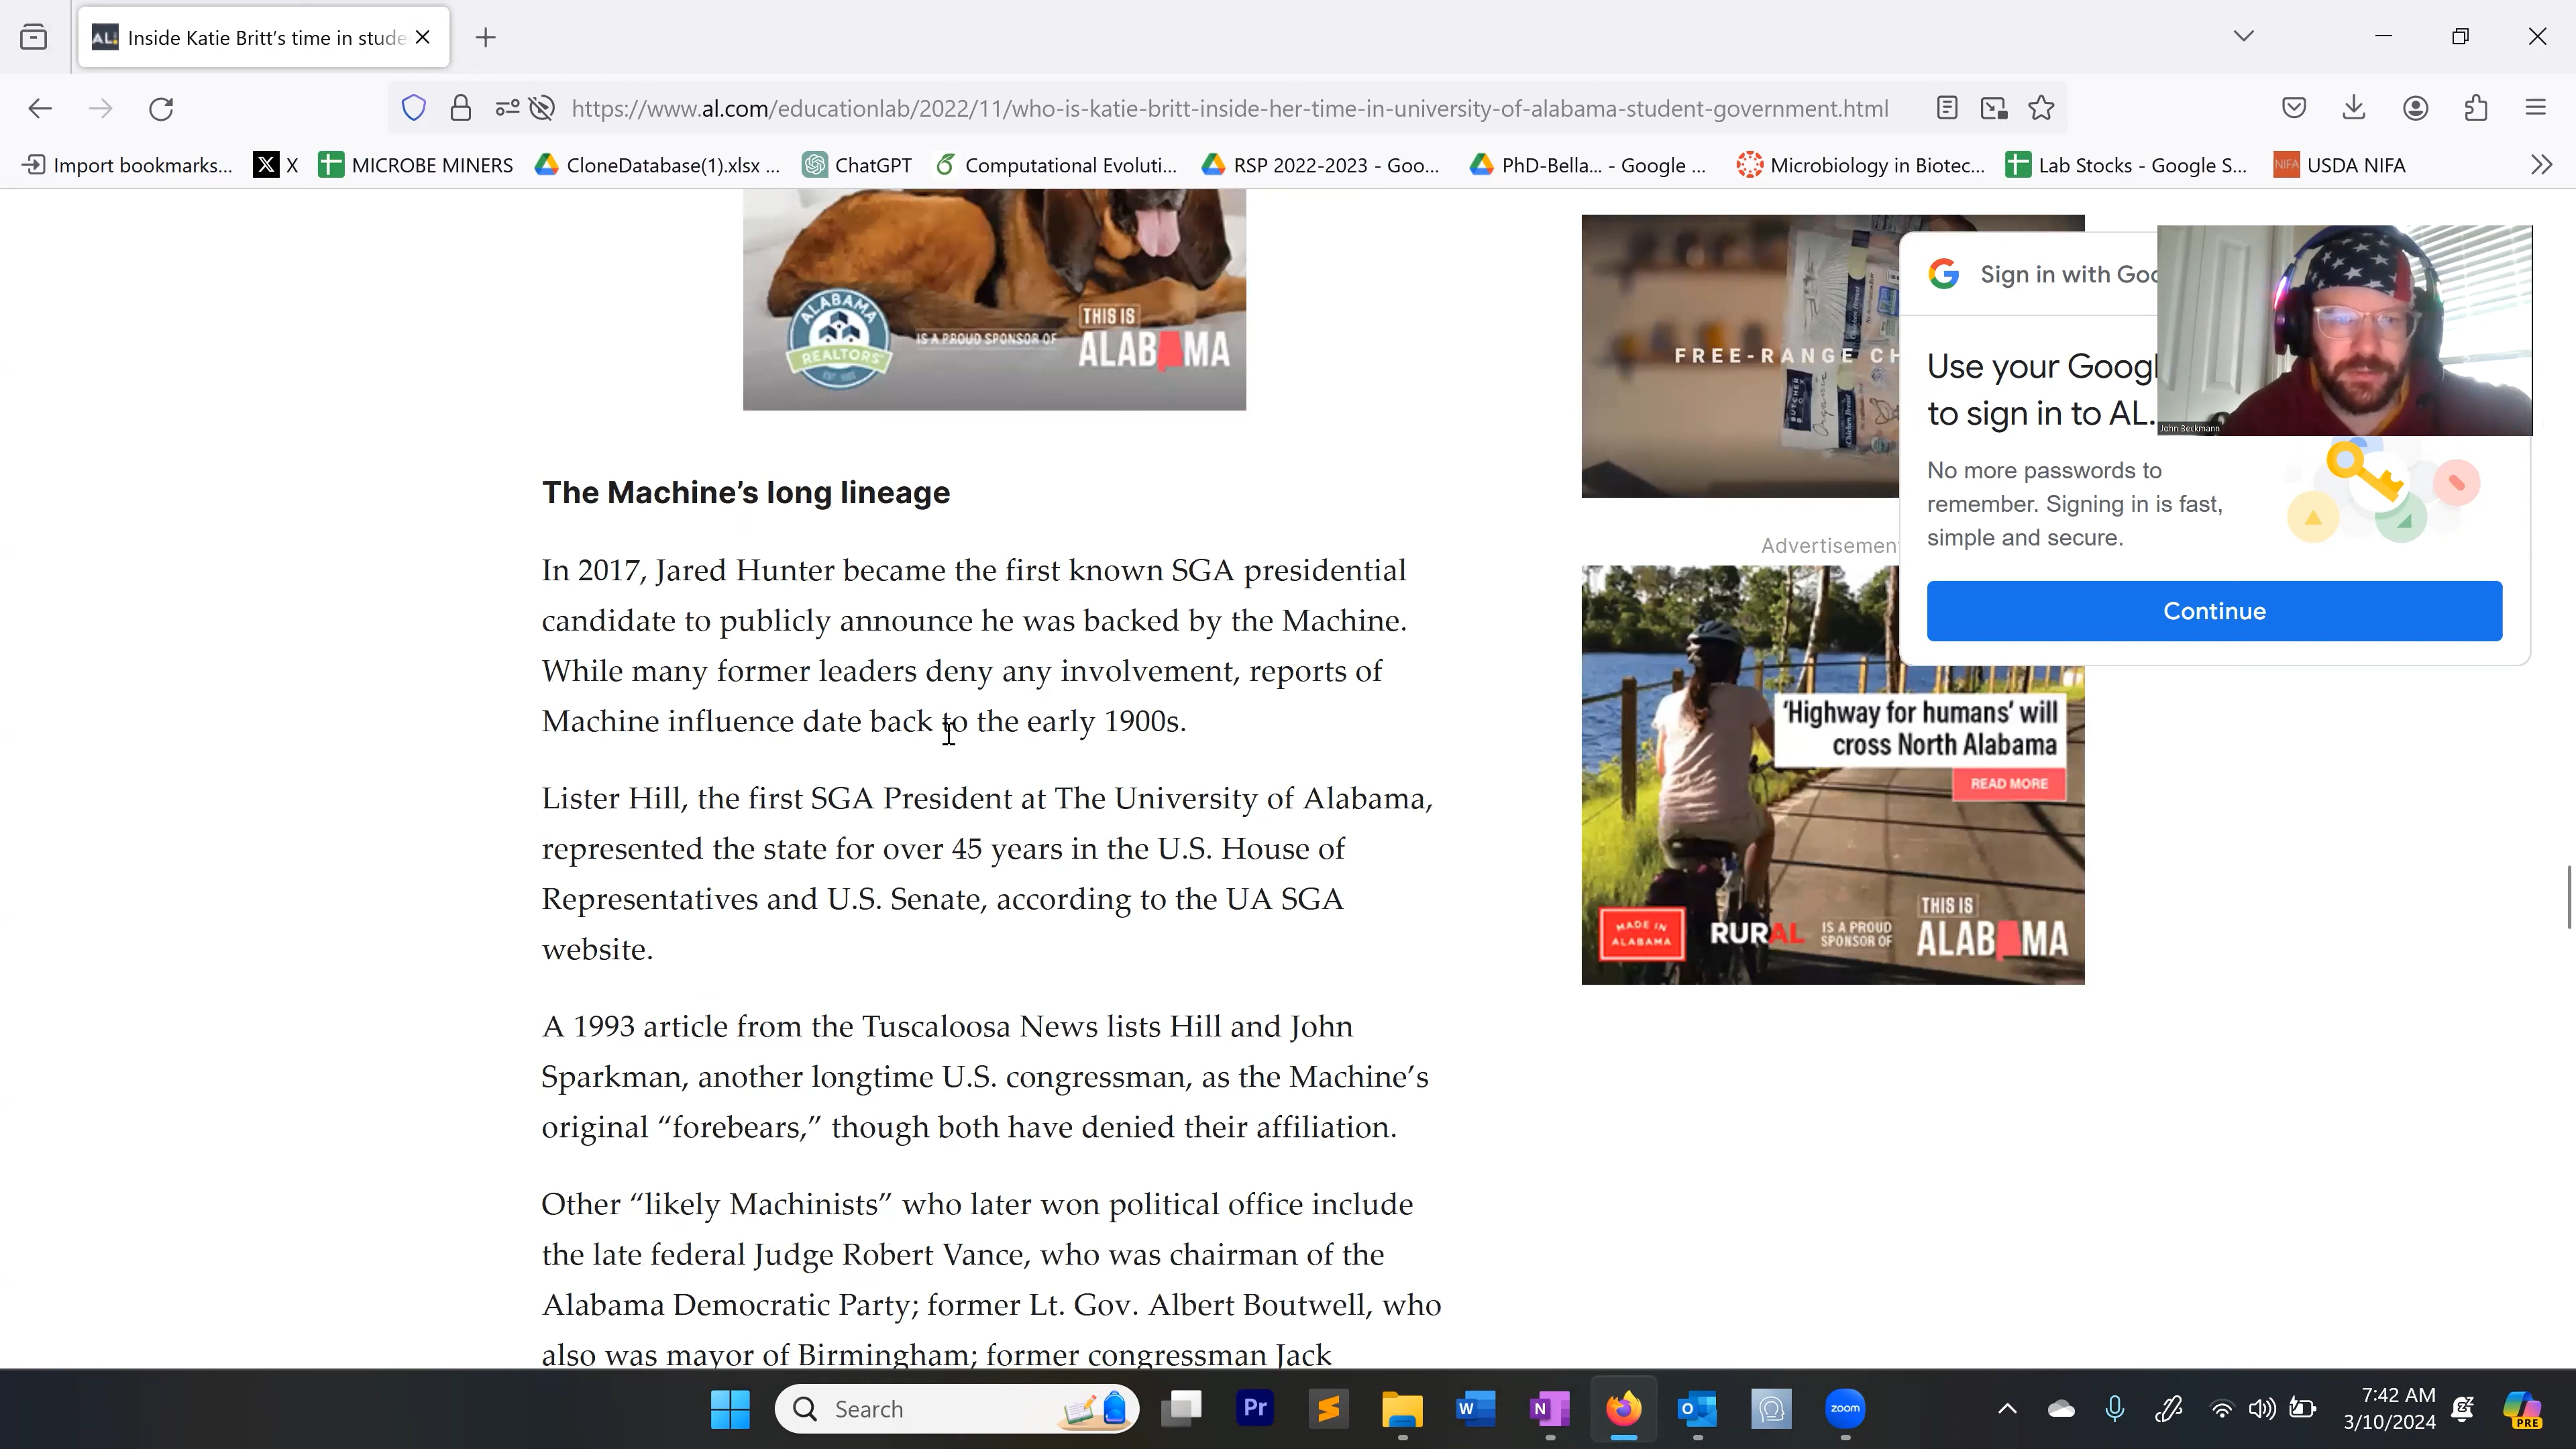 AL. Inside Katie Britt’s time in stude
https://www.al.com/educationlab/2022/11/who-is-katie-britt-inside-her-time-in-university-of-alabama-student-government.html
Import bookmarks... X MICROBE MINERS CloneDatabase(1).xlsx ... ChatGPT Computational Evoluti... RSP 2022-2023 - Goo... PhD-Bella... - Google ... Microbiology in Biotec... Lab Stocks - Google S... NIFA USDA NIFA
ALABAMA
REALTORS
IS A PROUD SPONSOR OF
THIS IS
ALABAMA
The Machine’s long lineage
In 2017, Jared Hunter became the first known SGA presidential
candidate to publicly announce he was backed by the Machine.
While many former leaders deny any involvement, reports of
Machine influence date back to the early 1900s.
Lister Hill, the first SGA President at The University of Alabama,
represented the state for over 45 years in the U.S. House of
Representatives and U.S. Senate, according to the UA SGA
website.
A 1993 article from the Tuscaloosa News lists Hill and John
Sparkman, another longtime U.S. congressman, as the Machine’s
original “forebears,” though both have denied their affiliation.
Other “likely Machinists” who later won political office include
the late federal Judge Robert Vance, who was chairman of the
Alabama Democratic Party; former Lt. Gov. Albert Boutwell, who
also was mayor of Birmingham; former congressman Jack
FREE-RANGE CH
BUTCHER BOX
Organic
Chicken Breast
Advertisemen
‘Highway for humans’ will
cross North Alabama
READ MORE
MADE IN
ALABAMA
RURAL
IS A PROUD
SPONSOR OF
THIS IS
ALABAMA
Sign in with Goo
Use your Googl
to sign in to AL.
No more passwords to
remember. Signing in is fast,
simple and secure.
Continue
John Beckmann
Search
Pr
W
N
O
zoom
7:42 AM
3/10/2024
PRE